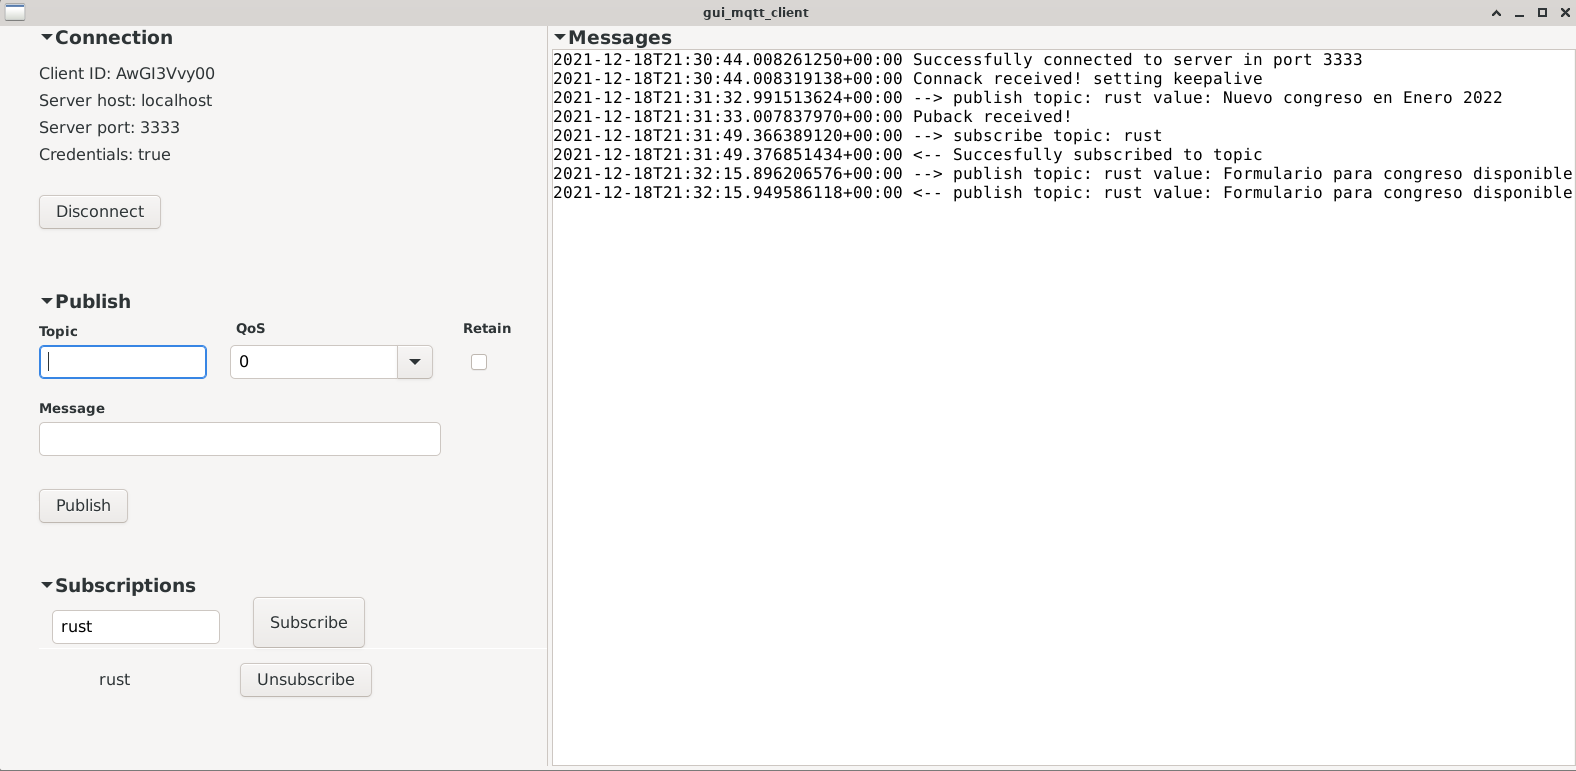 gui_mqtt_client
Connection
Client ID: AwGI3Vvy00
Server host: localhost
Server port: 3333
Credentials: true
Disconnect
Publish
Topic QoS Retain
0
Message
Publish
Subscriptions
rust Subscribe
rust Unsubscribe
Messages
2021-12-18T21:30:44.008261250+00:00 Successfully connected to server in port 3333
2021-12-18T21:30:44.008319138+00:00 Connack received! setting keepalive
2021-12-18T21:31:32.991513624+00:00 --> publish topic: rust value: Nuevo congreso en Enero 2022
2021-12-18T21:31:33.007837970+00:00 Puback received!
2021-12-18T21:31:49.366389120+00:00 --> subscribe topic: rust
2021-12-18T21:31:49.376851434+00:00 <-- Succesfully subscribed to topic
2021-12-18T21:32:15.896206576+00:00 --> publish topic: rust value: Formulario para congreso disponible
2021-12-18T21:32:15.949586118+00:00 <-- publish topic: rust value: Formulario para congreso disponible